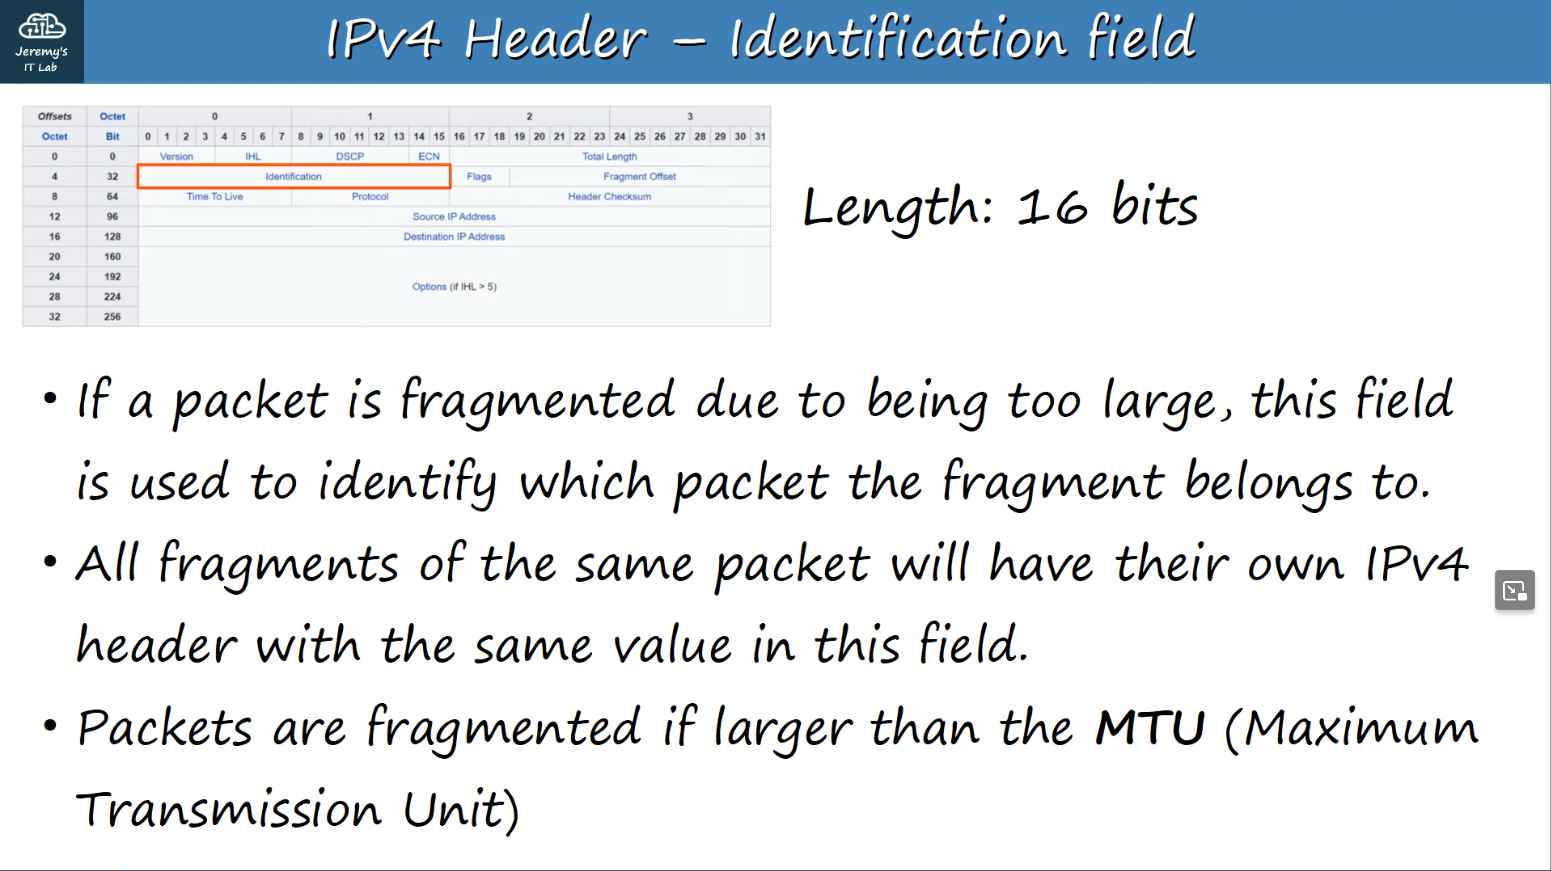 Jeremy's
IT Lab
IPv4 Header – Identification field
Offsets Octet 0 1 2 3
Octet Bit 0 1 2 3 4 5 6 7 8 9 10 11 12 13 14 15 16 17 18 19 20 21 22 23 24 25 26 27 28 29 30 31
0 0 Version IHL DSCP ECN Total Length
4 32 Identification Flags Fragment Offset
8 64 Time To Live Protocol Header Checksum
12 96 Source IP Address
16 128 Destination IP Address
20 160
24 192
Options (if IHL > 5)
28 224
32 256
Length: 16 bits
• If a packet is fragmented due to being too large, this field
is used to identify which packet the fragment belongs to.
• All fragments of the same packet will have their own IPv4
header with the same value in this field.
• Packets are fragmented if larger than the MTU (Maximum
Transmission Unit)